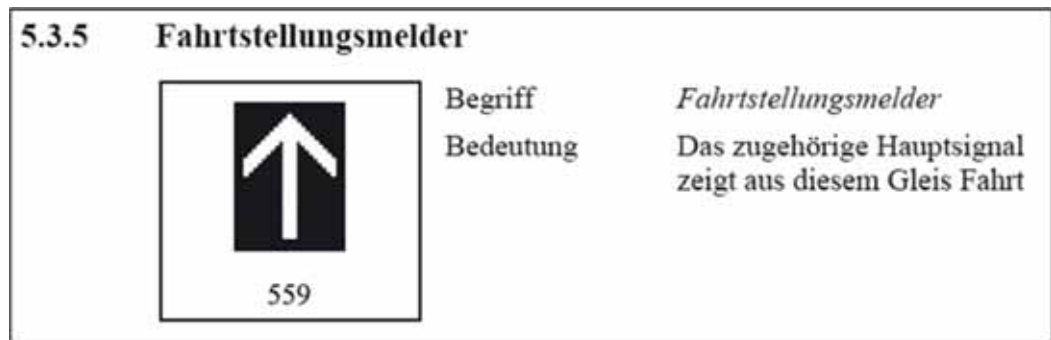 5.3.5 Fahrtstellungsmelder
Begriff Fahrtstellungsmelder
Bedeutung Das zugehörige Hauptsignal
zeigt aus diesem Gleis Fahrt
559